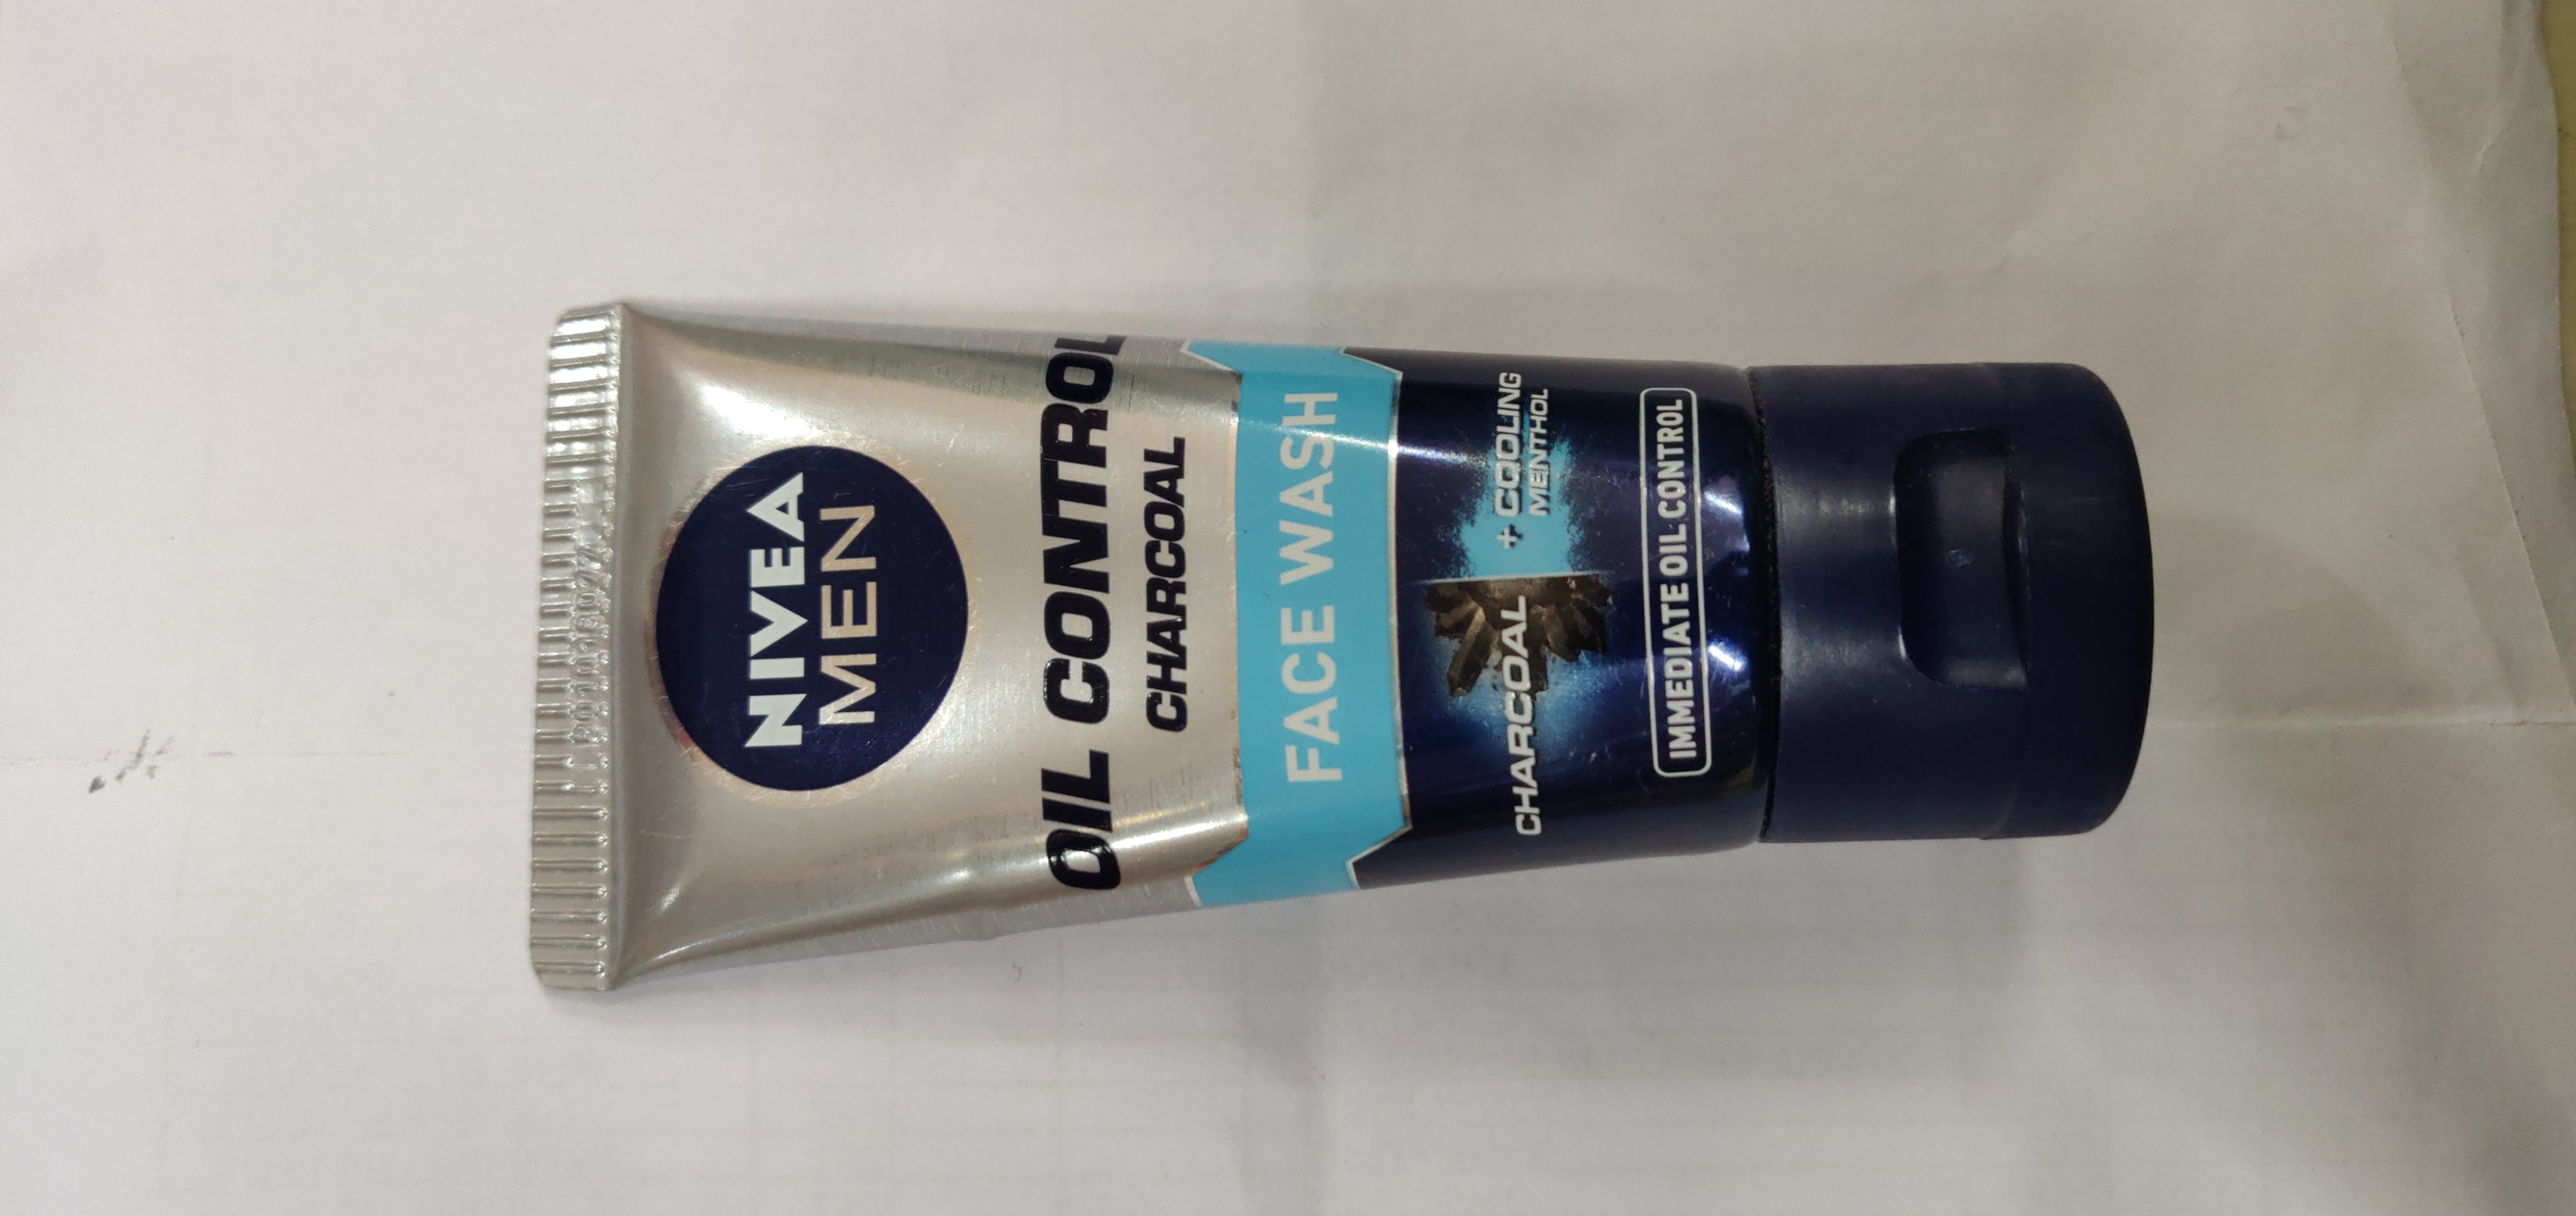 NIVEA
MEN
OIL CONTROL
CHARCOAL
FACE WASH
CHARCOAL
+ COOLING
MENTHOL
IMMEDIATE OIL CONTROL